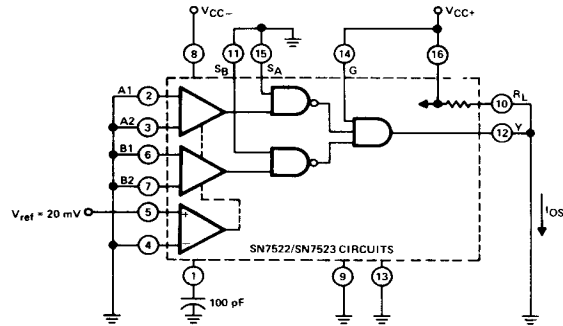 VCC− VCC+
8 11 15 14 16
SB SA G
A1 2
A2 3
B1 6
B2 7
Vref = 20 mV 5 +
4 −
10 RL
12 Y
IOS
SN7522/SN7523 CIRCUITS
1 9 13
100 pF